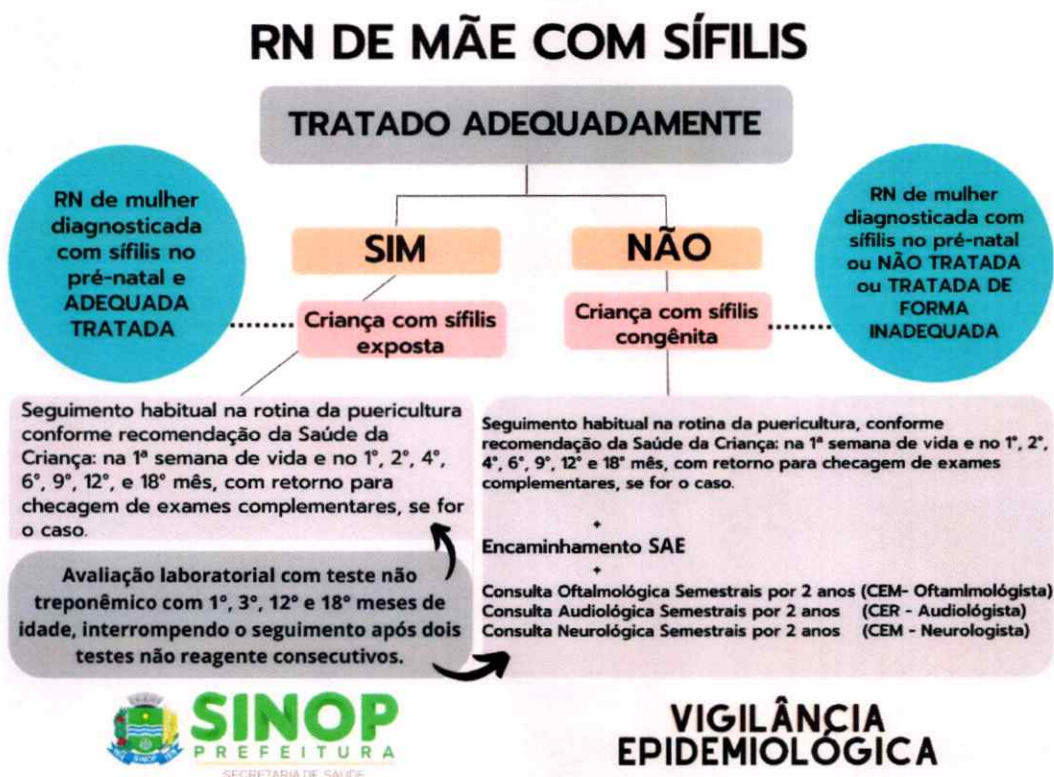 RN DE MÃE COM SÍFILIS
TRATADO ADEQUADAMENTE
RN de mulher
diagnosticada
com sífilis no
pré-natal e
ADEQUADA
TRATADA
SIM
NÃO
RN de mulher
diagnosticada com
sífilis no pré-natal
ou NÃO TRATADA
ou TRATADA DE
FORMA
INADEQUADA
Criança com sífilis
exposta
Criança com sífilis
congênita
Seguimento habitual na rotina da puericultura
conforme recomendação da Saúde da
Criança: na 1ª semana de vida e no 1°, 2°, 4°,
6°, 9°, 12°, e 18° mês, com retorno para
checagem de exames complementares, se for
o caso.
Seguimento habitual na rotina da puericultura, conforme
recomendação da Saúde da Criança: na 1ª semana de vida e no 1°, 2°,
4°, 6°, 9°, 12° e 18° mês, com retorno para checagem de exames
complementares, se for o caso.
+
Encaminhamento SAE
+
Consulta Oftalmológica Semestrais por 2 anos (CEM- Oftamlmológista)
Consulta Audiológica Semestrais por 2 anos (CER - Audiológista)
Consulta Neurológica Semestrais por 2 anos (CEM - Neurologista)
Avaliação laboratorial com teste não
treponêmico com 1°, 3°, 12° e 18° meses de
idade, interrompendo o seguimento após dois
testes não reagente consecutivos.
SINOP
SINOP
PREFEITURA
SECRETARIA DE SAÚDE
VIGILÂNCIA
EPIDEMIOLÓGICA